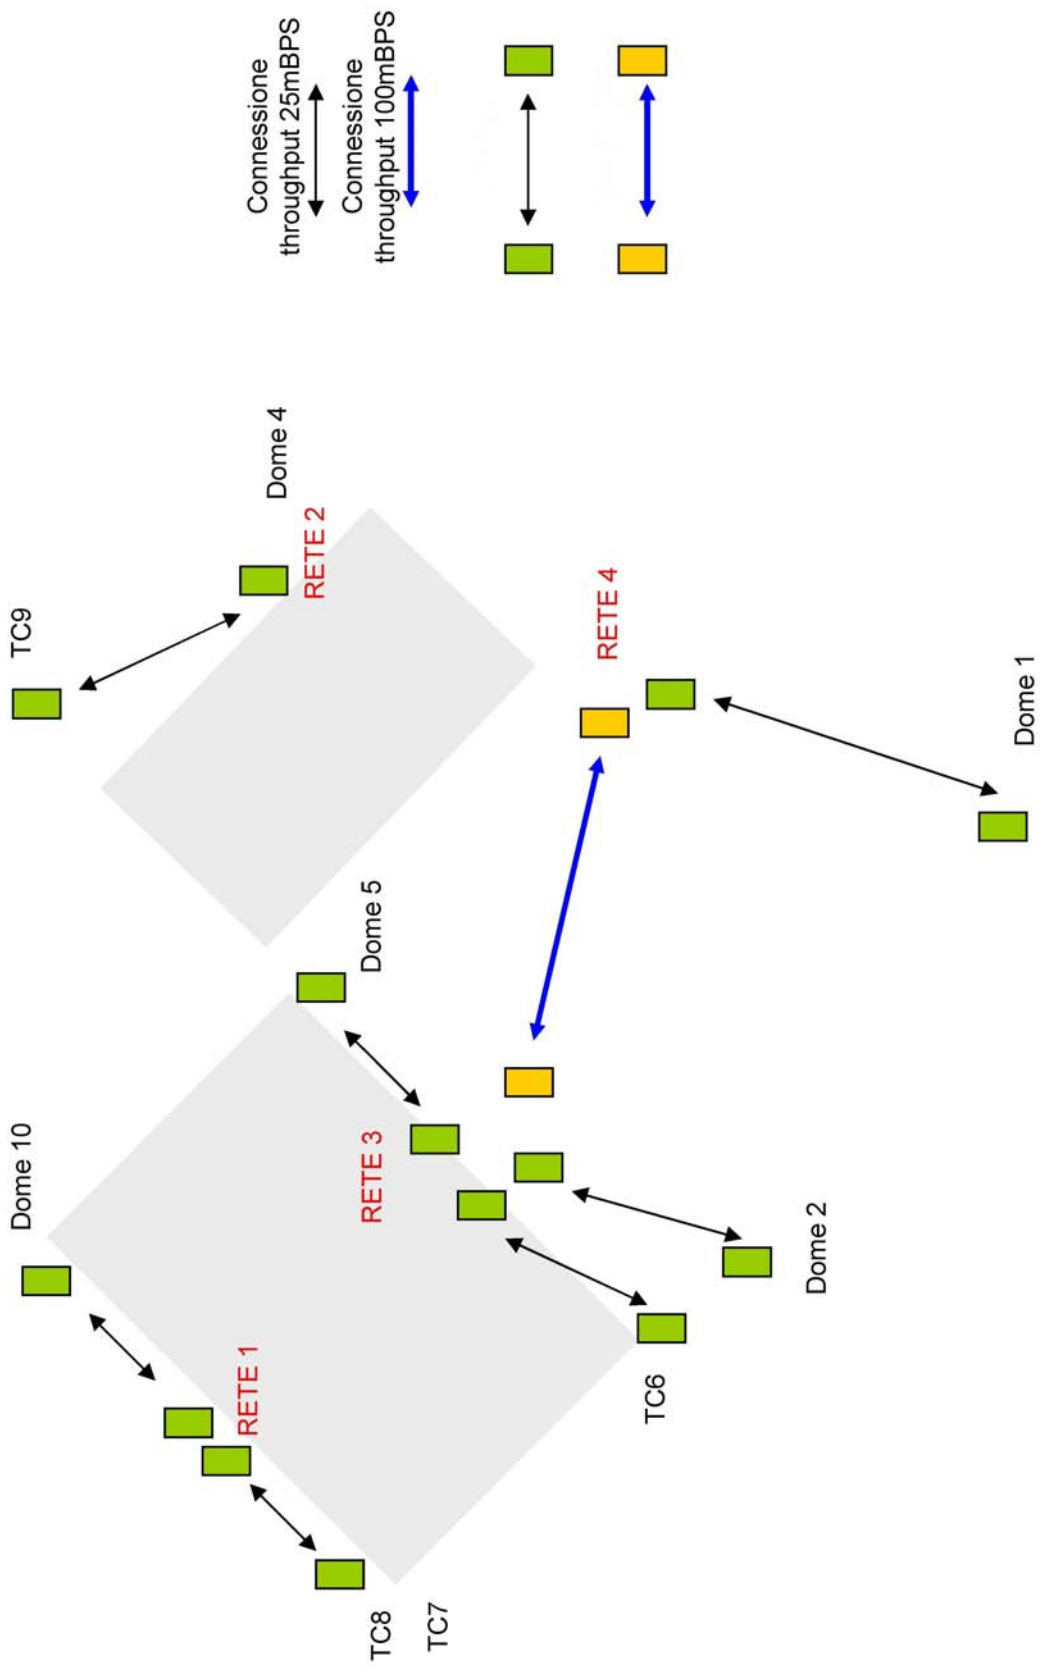 Dome 10
TC9
RETE 1
Dome 4
RETE 2
Connessione
throughput 25mBPS
Connessione
throughput 100mBPS
TC8
RETE 3
Dome 5
TC7
RETE 4
TC6
Dome 2
Dome 1